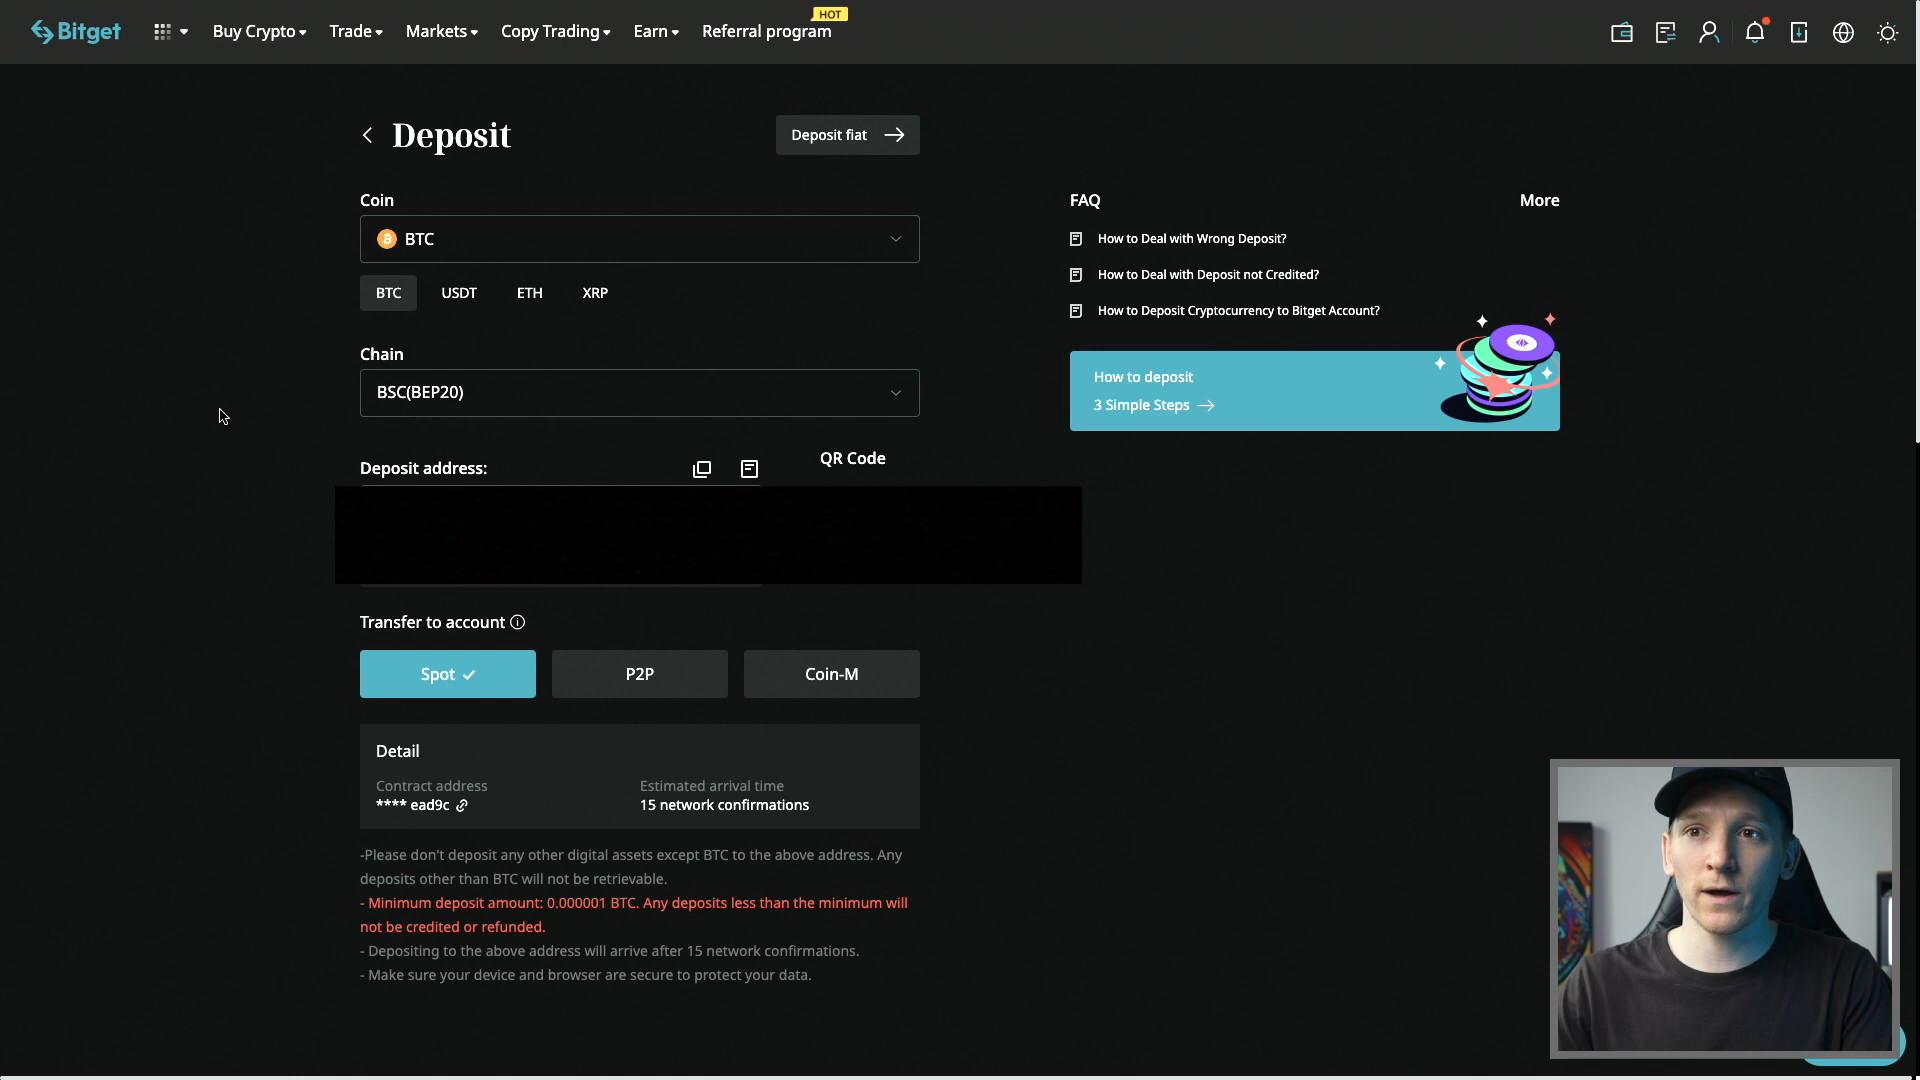 Bitget
Buy Crypto
Trade
Markets
Copy Trading
Earn
Referral program
HOT
Deposit
Deposit fiat
Coin
BTC
BTC
USDT
ETH
XRP
Chain
BSC(BEP20)
Deposit address:
QR Code
Transfer to account
Spot
P2P
Coin-M
Detail
Contract address
**** ead9c
Estimated arrival time
15 network confirmations
-Please don't deposit any other digital assets except BTC to the above address. Any
deposits other than BTC will not be retrievable.
- Minimum deposit amount: 0.000001 BTC. Any deposits less than the minimum will
not be credited or refunded.
- Depositing to the above address will arrive after 15 network confirmations.
- Make sure your device and browser are secure to protect your data.
FAQ
More
How to Deal with Wrong Deposit?
How to Deal with Deposit not Credited?
How to Deposit Cryptocurrency to Bitget Account?
How to deposit
3 Simple Steps